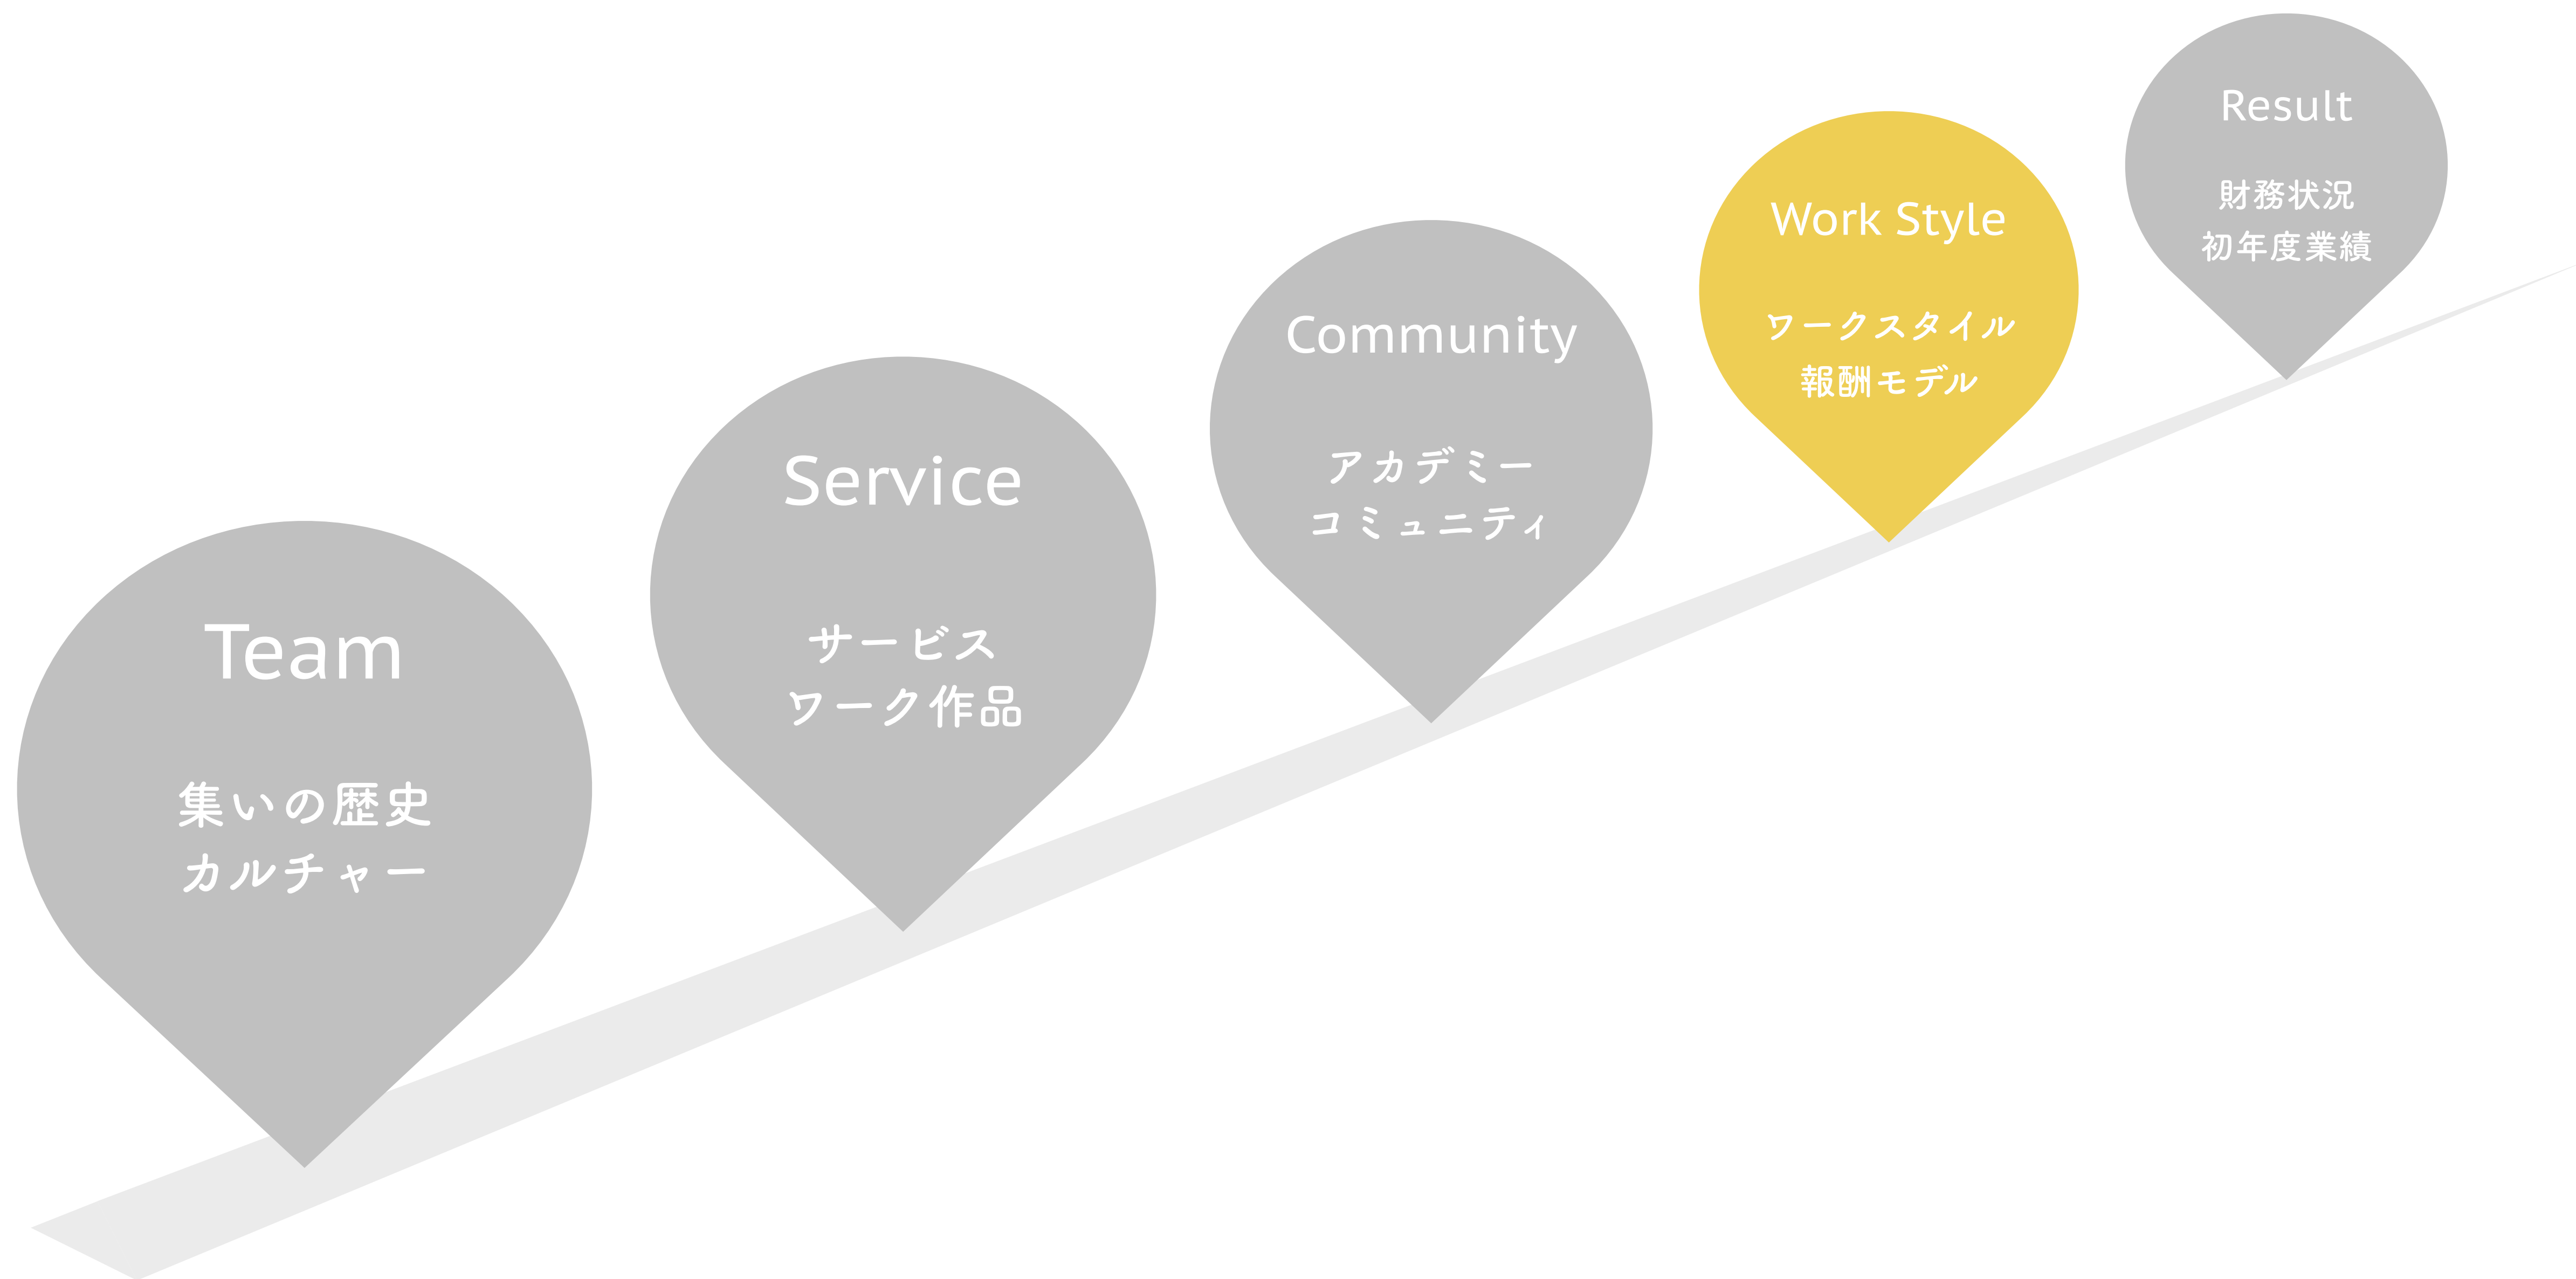 Team
集いの歴史
カルチャー
Service
サービス
ワーク作品
Community
アカデミー
コミュニティ
Work Style
ワークスタイル
報酬モデル
Result
財務状況
初年度業績